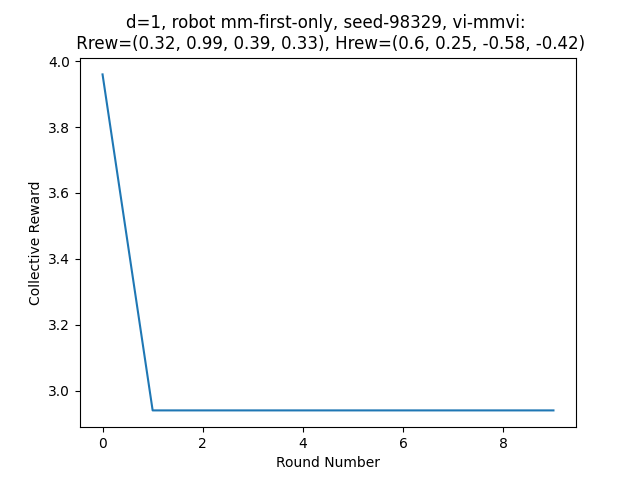 d=1, robot mm-first-only, seed-98329, vi-mmvi:
Rrew=(0.32, 0.99, 0.39, 0.33), Hrew=(0.6, 0.25, -0.58, -0.42)
4.0
3.8
3.6
3.4
3.2
3.0
Collective Reward
0 2 4 6 8
Round Number